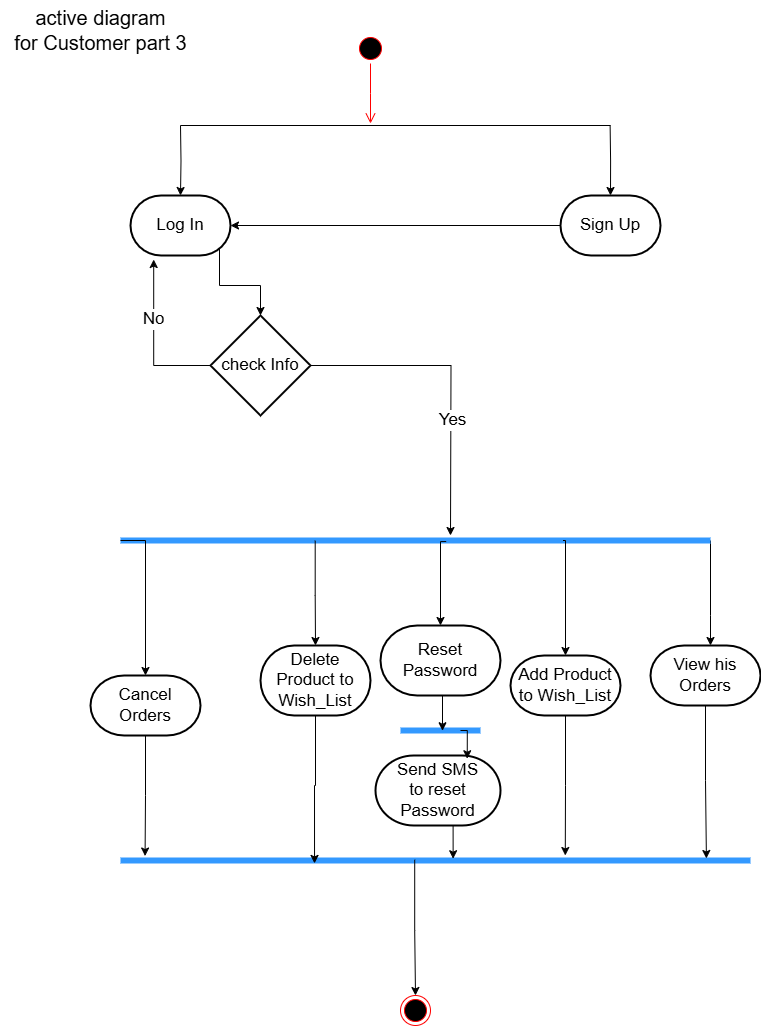 active diagram
for Customer part 3
Log In
Sign Up
No
check Info
Yes
Cancel
Orders
Delete
Product to
Wish_List
Reset
Password
Add Product
to Wish_List
View his
Orders
Send SMS
to reset
Password